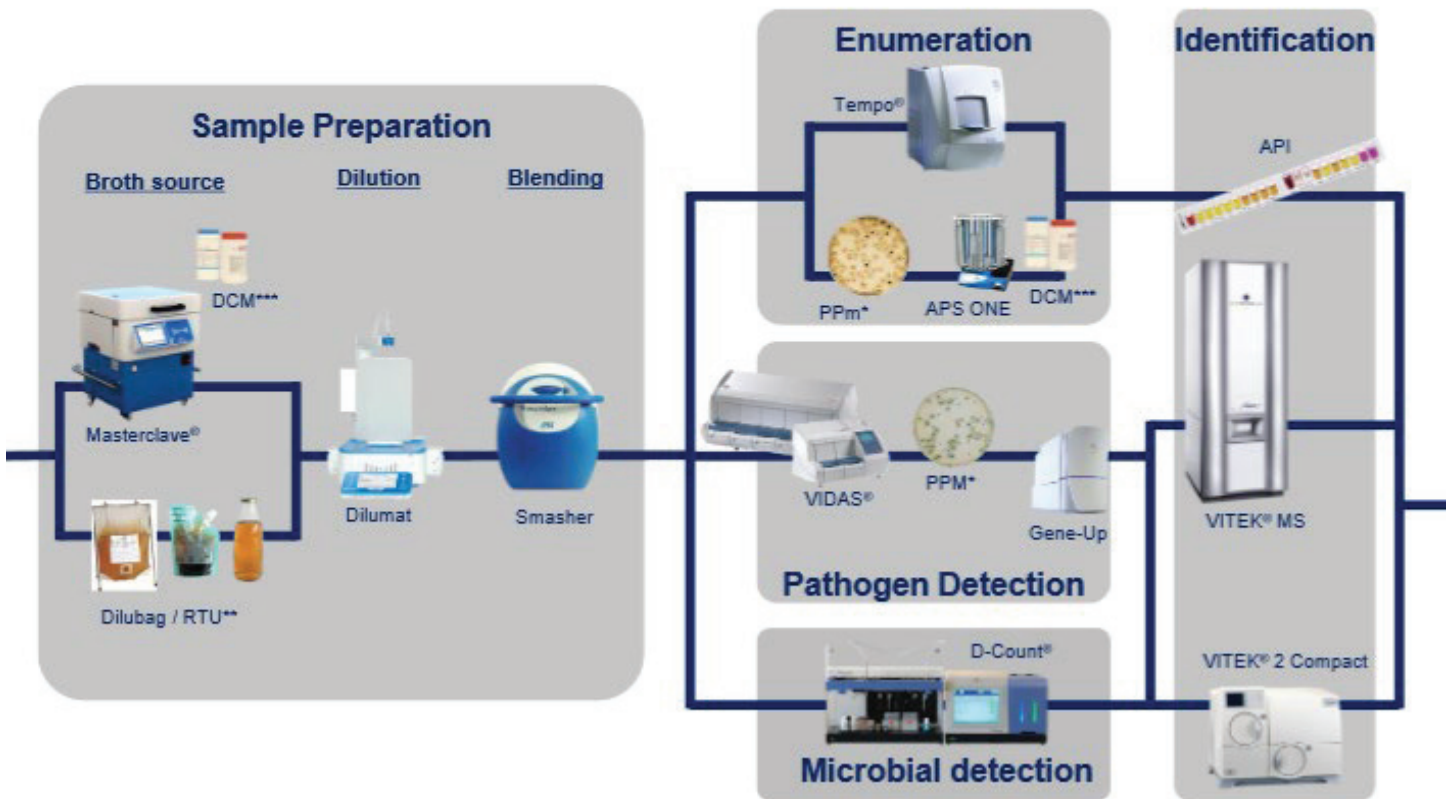 Sample Preparation
Broth source
Dilution
Blending
DCM***
Masterclave®
Dilubag / RTU**
Dilumat
Smasher
Enumeration
Tempo®
PPm*
APS ONE
DCM***
VIDAS®
PPM*
Gene-Up
Pathogen Detection
D-Count®
Microbial detection
Identification
API
VITEK® MS
VITEK® 2 Compact